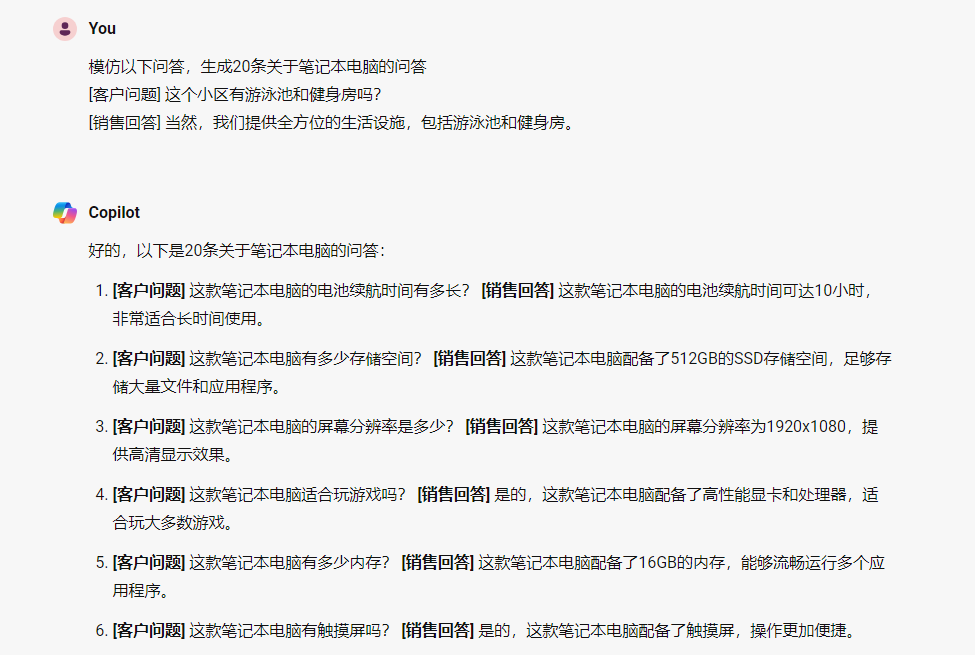 You
模仿以下问答，生成20条关于笔记本电脑的问答
[客户问题] 这个小区有游泳池和健身房吗？
[销售回答] 当然，我们提供全方位的生活设施，包括游泳池和健身房。
Copilot
好的，以下是20条关于笔记本电脑的问答：
1. [客户问题] 这款笔记本电脑的电池续航时间有多长？ [销售回答] 这款笔记本电脑的电池续航时间可达10小时，
非常适合长时间使用。
2. [客户问题] 这款笔记本电脑有多少存储空间？ [销售回答] 这款笔记本电脑配备了512GB的SSD存储空间，足够存
储大量文件和应用程序。
3. [客户问题] 这款笔记本电脑的屏幕分辨率是多少？ [销售回答] 这款笔记本电脑的屏幕分辨率为1920x1080，提
供高清显示效果。
4. [客户问题] 这款笔记本电脑适合玩游戏吗？ [销售回答] 是的，这款笔记本电脑配备了高性能显卡和处理器，适
合玩大多数游戏。
5. [客户问题] 这款笔记本电脑有多少内存？ [销售回答] 这款笔记本电脑配备了16GB的内存，能够流畅运行多个应
用程序。
6. [客户问题] 这款笔记本电脑有触摸屏吗？ [销售回答] 是的，这款笔记本电脑配备了触摸屏，操作更加便捷。